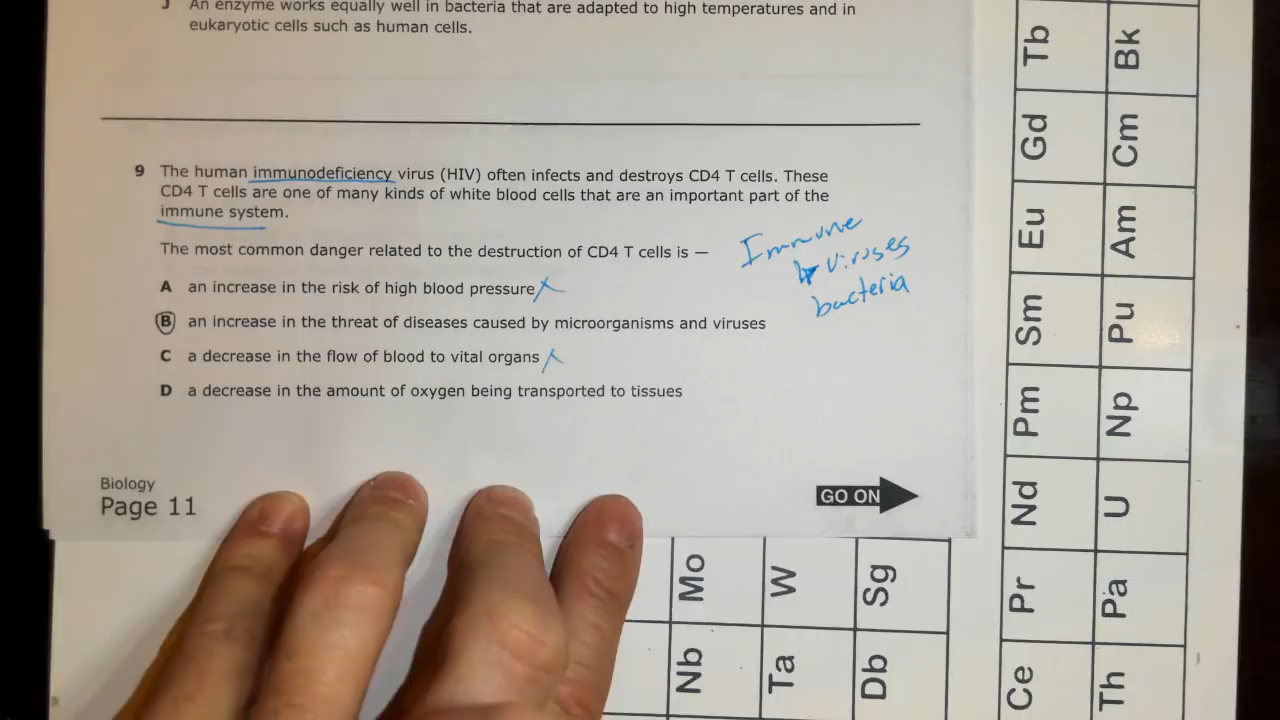 J An enzyme works equally well in bacteria that are adapted to high temperatures and in
eukaryotic cells such as human cells.
9 The human immunodeficiency virus (HIV) often infects and destroys CD4 T cells. These
CD4 T cells are one of many kinds of white blood cells that are an important part of the
immune system.
The most common danger related to the destruction of CD4 T cells is —
A an increase in the risk of high blood pressure
B an increase in the threat of diseases caused by microorganisms and viruses
C a decrease in the flow of blood to vital organs
D a decrease in the amount of oxygen being transported to tissues
Immune
↳ viruses
bacteria
Biology
Page 11
GO ON
Tb Bk
Gd Cm
Eu Am
Sm Pu
Pm Np
Nd U
Pr Pa
Ce Th
Mo W Sg
Nb Ta Db